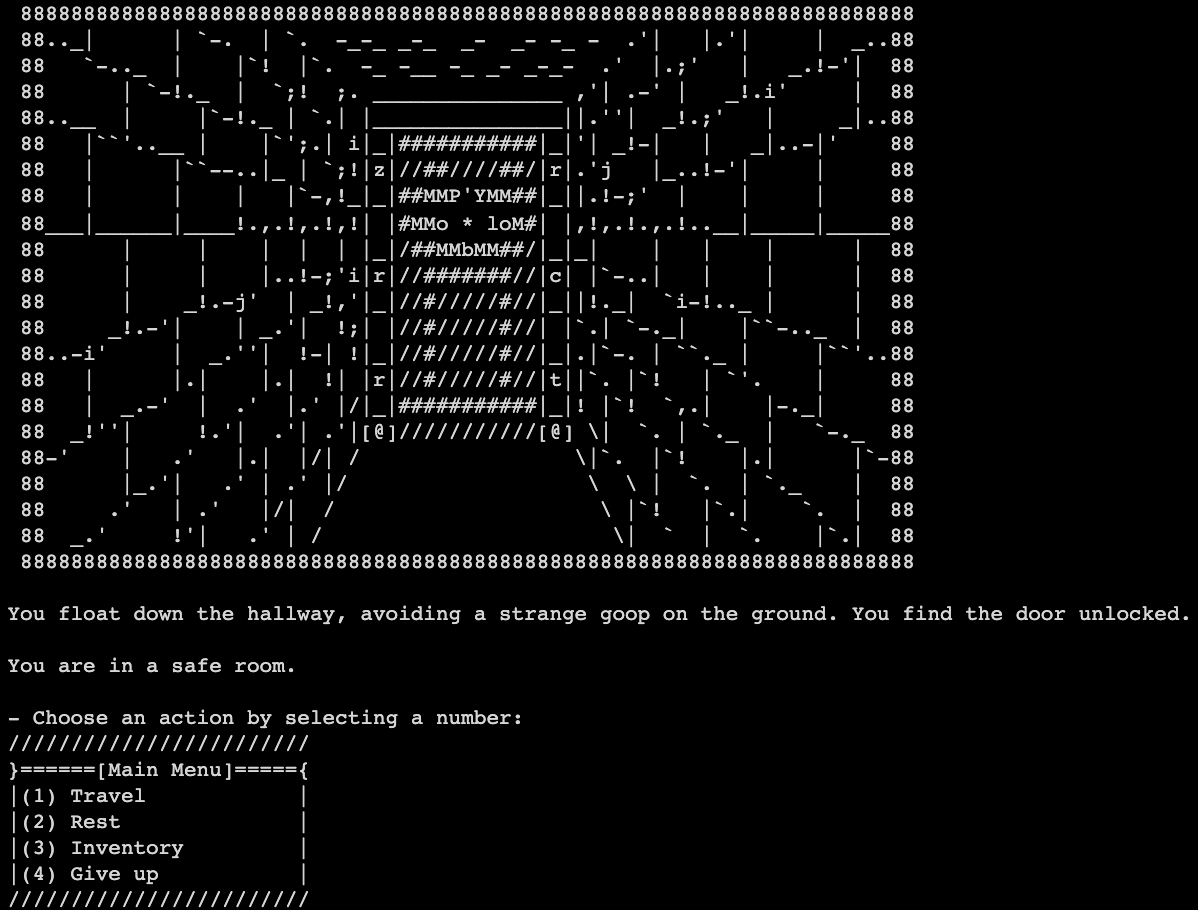 You float down the hallway, avoiding a strange goop on the ground. You find the door unlocked.
You are in a safe room.
- Choose an action by selecting a number:
////////////////////////
}======[Main Menu]====={
|(1) Travel            |
|(2) Rest              |
|(3) Inventory         |
|(4) Give up           |
////////////////////////